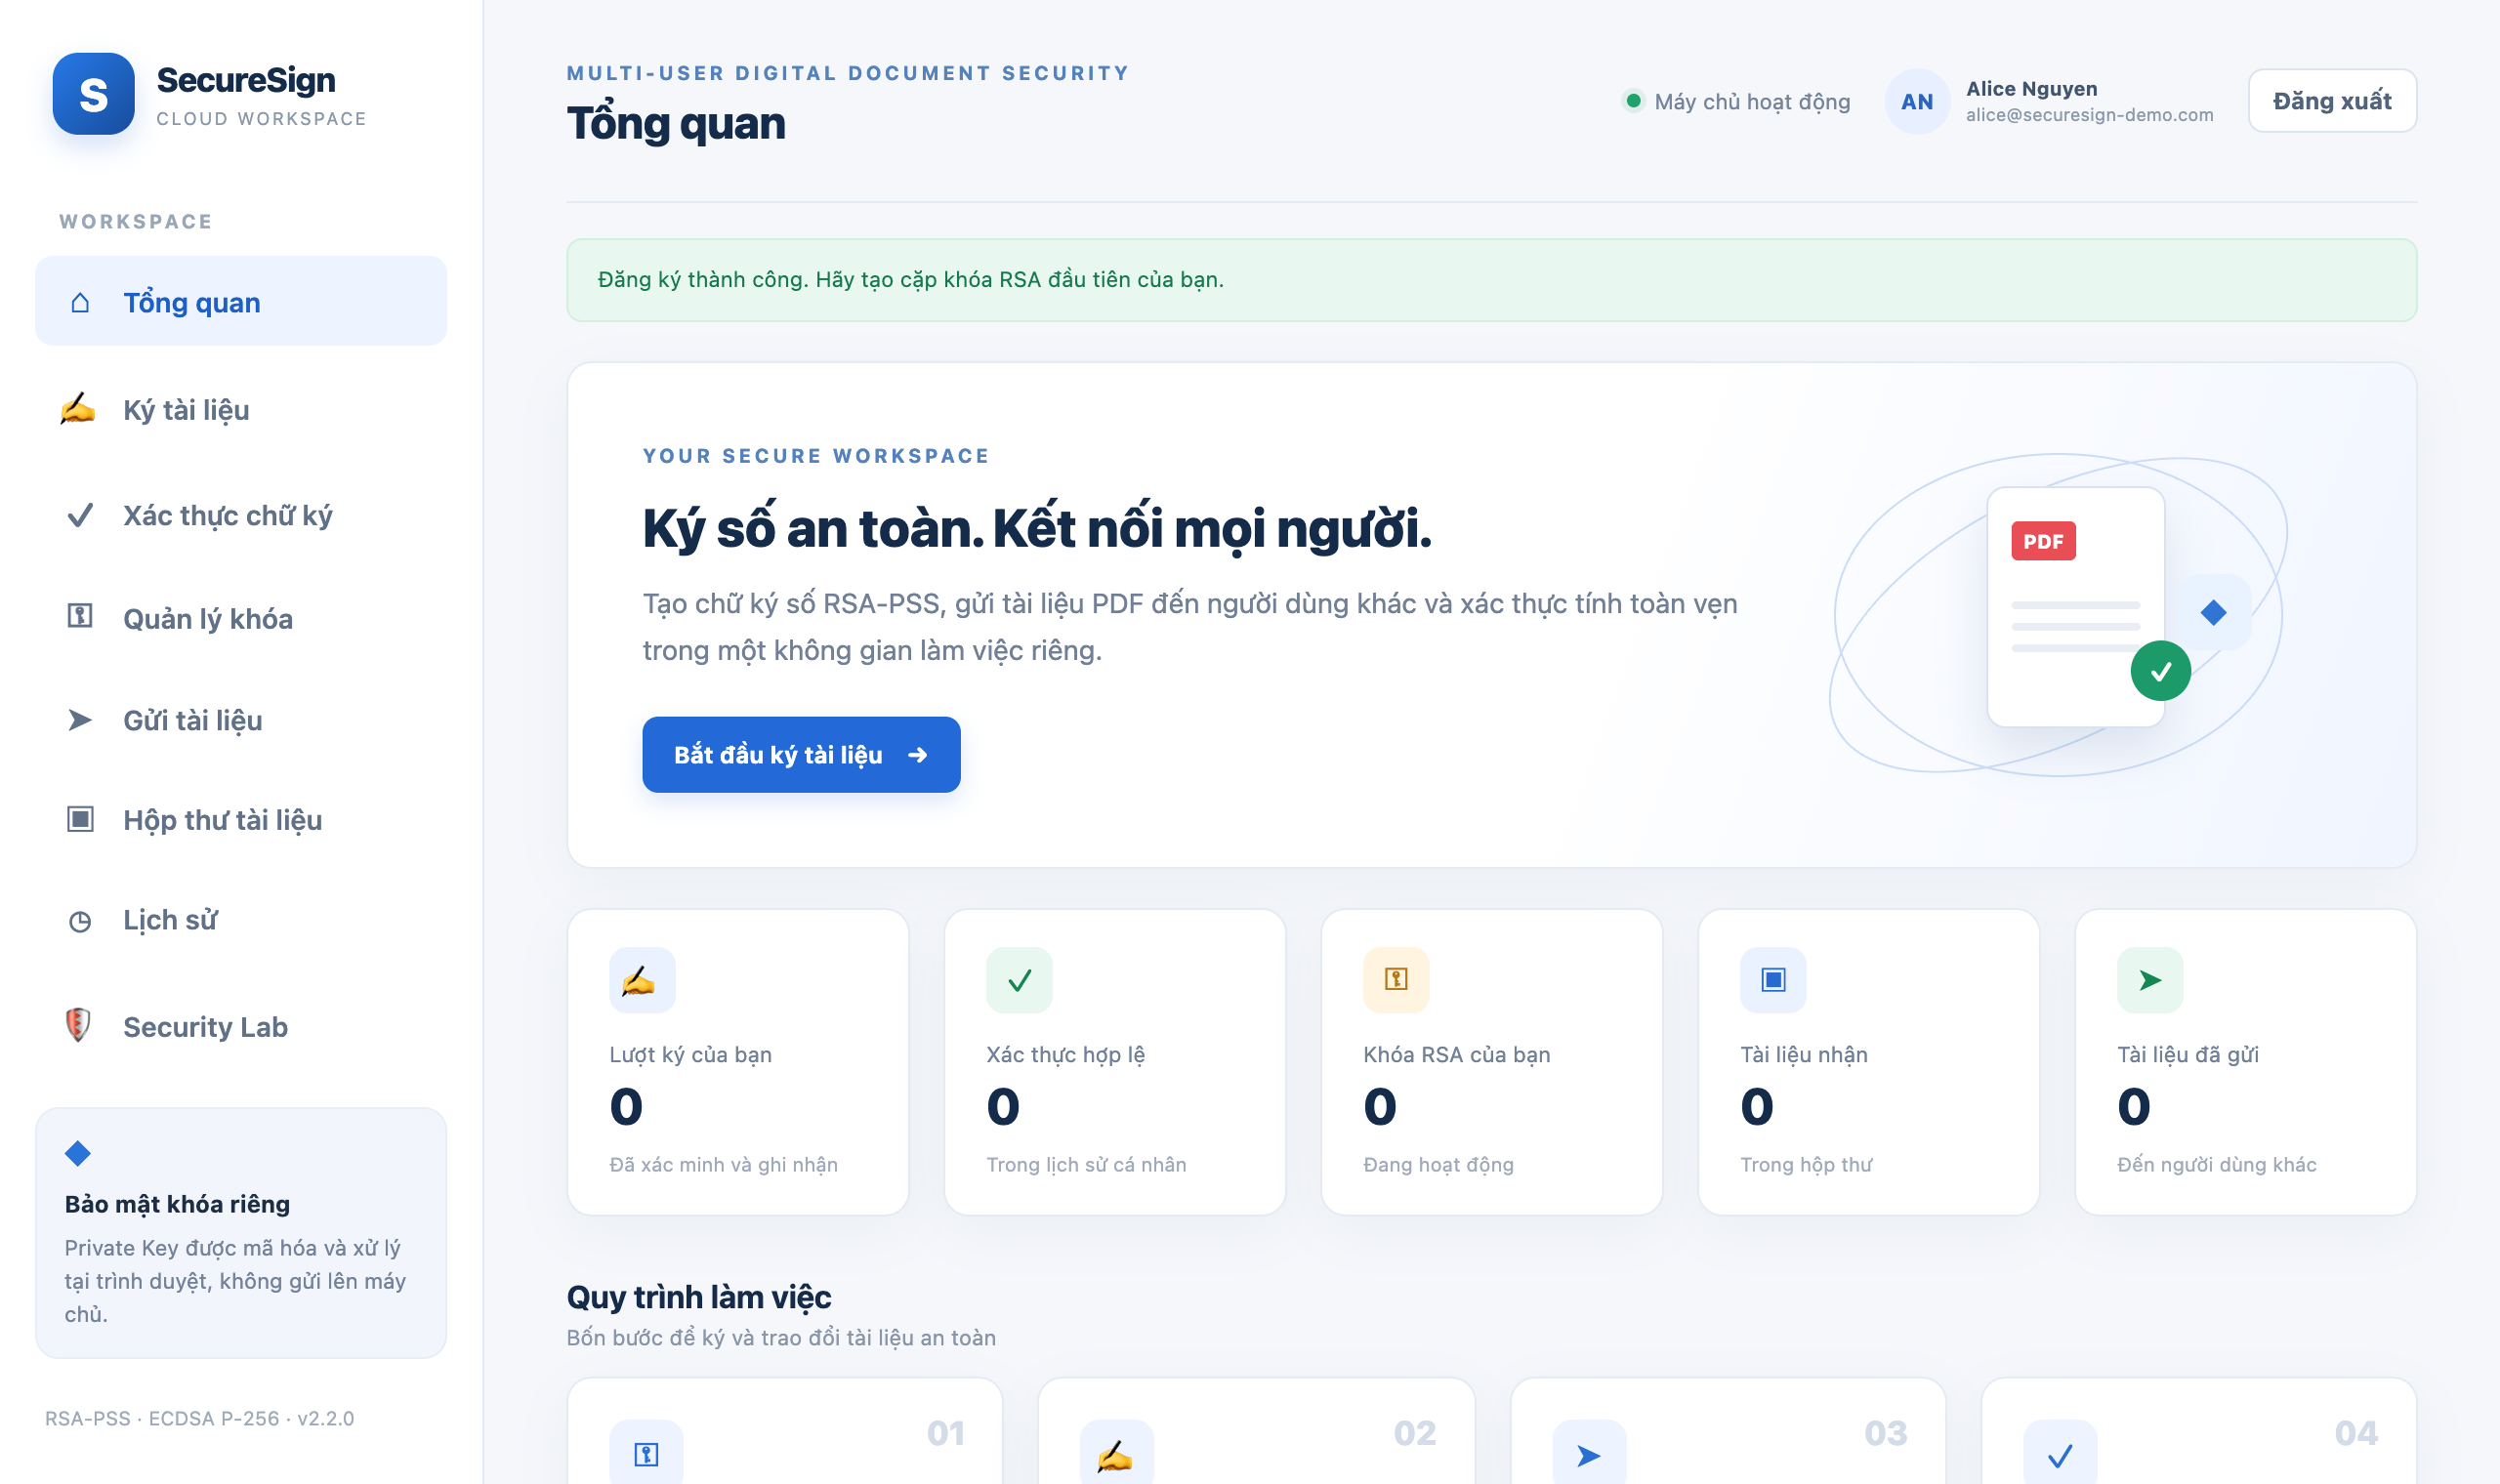 S
SecureSign
CLOUD WORKSPACE
WORKSPACE
Tổng quan
Ký tài liệu
Xác thực chữ ký
Quản lý khóa
Gửi tài liệu
Hộp thư tài liệu
Lịch sử
Security Lab
Bảo mật khóa riêng
Private Key được mã hóa và xử lý
tại trình duyệt, không gửi lên máy
chủ.
RSA-PSS · ECDSA P-256 · v2.2.0
MULTI-USER DIGITAL DOCUMENT SECURITY
Tổng quan
Máy chủ hoạt động
AN
Alice Nguyen
alice@securesign-demo.com
Đăng xuất
Đăng ký thành công. Hãy tạo cặp khóa RSA đầu tiên của bạn.
YOUR SECURE WORKSPACE
Ký số an toàn. Kết nối mọi người.
Tạo chữ ký số RSA-PSS, gửi tài liệu PDF đến người dùng khác và xác thực tính toàn vẹn
trong một không gian làm việc riêng.
Bắt đầu ký tài liệu →
PDF
Lượt ký của bạn
0
Đã xác minh và ghi nhận
Xác thực hợp lệ
0
Trong lịch sử cá nhân
Khóa RSA của bạn
0
Đang hoạt động
Tài liệu nhận
0
Trong hộp thư
Tài liệu đã gửi
0
Đến người dùng khác
Quy trình làm việc
Bốn bước để ký và trao đổi tài liệu an toàn
01
02
03
04